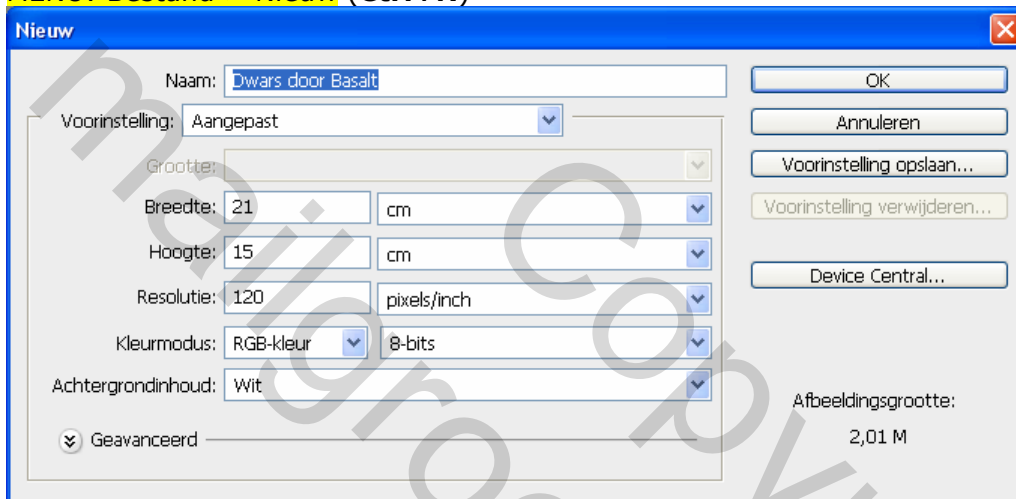 Nieuw
Naam: Dwars door Basalt
OK
Voorinstelling: Aangepast
Annuleren
Grootte:
Voorinstelling opslaan...
Breedte: 21 cm
Voorinstelling verwijderen...
Hoogte: 15 cm
Device Central...
Resolutie: 120 pixels/inch
Kleurmodus: RGB-kleur 8-bits
Achtergrondinhoud: Wit
Afbeeldingsgrootte:
2,01 M
Geavanceerd